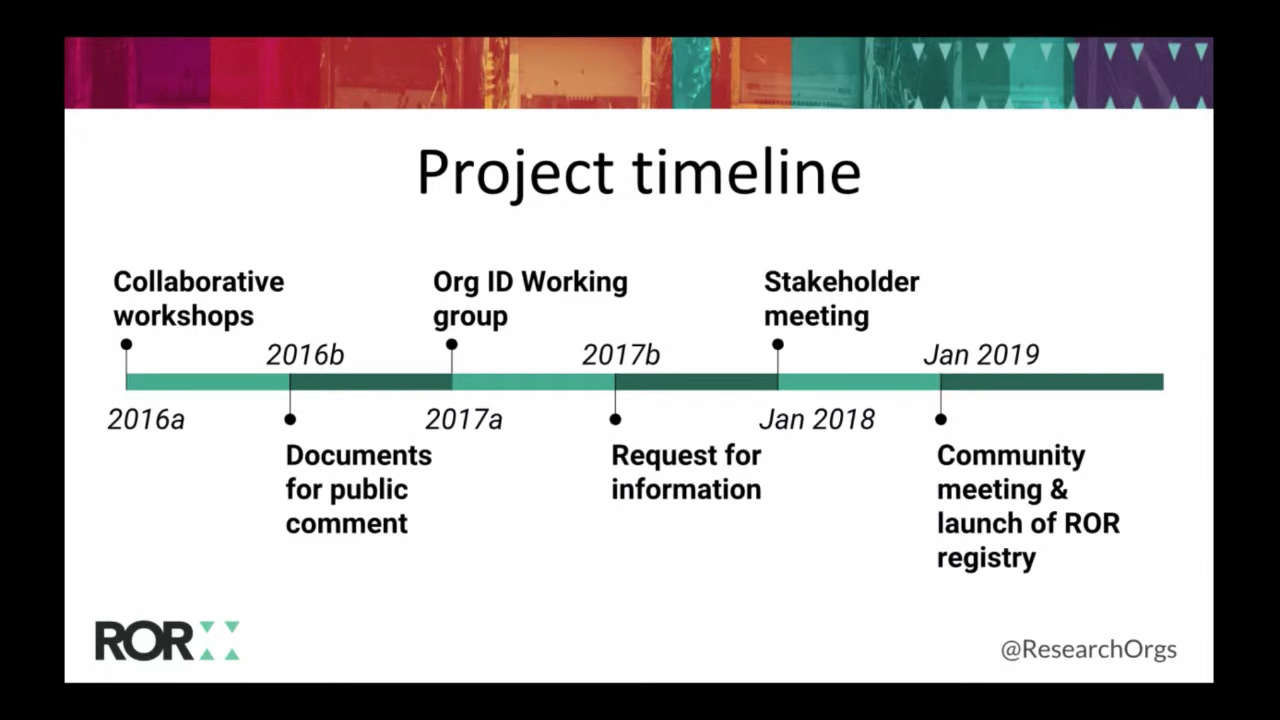 Project timeline
Collaborative
workshops
Org ID Working
group
Stakeholder
meeting
2016b
2017b
Jan 2019
2016a
2017a
Jan 2018
Documents
for public
comment
Request for
information
Community
meeting &
launch of ROR
registry
ROR
@ResearchOrgs